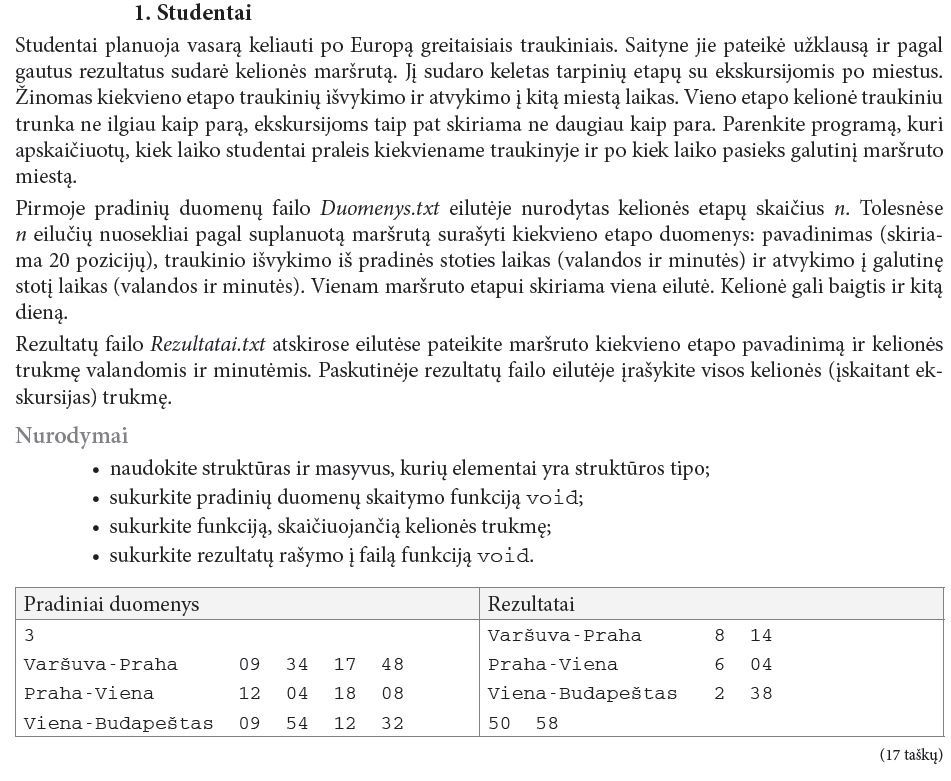 1. Studentai
Studentai planuoja vasarą keliauti po Europą greitaisiais traukiniais. Saityne jie pateikė užklausą ir pagal
gautus rezultatus sudarė kelionės maršrutą. Jį sudaro keletas tarpinių etapų su ekskursijomis po miestus.
Žinomas kiekvieno etapo traukinių išvykimo ir atvykimo į kitą miestą laikas. Vieno etapo kelionė traukiniu
trunka ne ilgiau kaip parą, ekskursijoms taip pat skiriama ne daugiau kaip para. Parenkite programą, kuri
apskaičiuotų, kiek laiko studentai praleis kiekviename traukinyje ir po kiek laiko pasieks galutinį maršruto
miestą.
Pirmoje pradinių duomenų failo Duomenys.txt eilutėje nurodytas kelionės etapų skaičius n. Tolesnėse
n eilučių nuosekliai pagal suplanuotą maršrutą surašyti kiekvieno etapo duomenys: pavadinimas (skiria-
ma 20 pozicijų), traukinio išvykimo iš pradinės stoties laikas (valandos ir minutės) ir atvykimo į galutinę
stotį laikas (valandos ir minutės). Vienam maršruto etapui skiriama viena eilutė. Kelionė gali baigtis ir kitą
dieną.
Rezultatų failo Rezultatai.txt atskirose eilutėse pateikite maršruto kiekvieno etapo pavadinimą ir kelionės
trukmę valandomis ir minutėmis. Paskutinėje rezultatų failo eilutėje įrašykite visos kelionės (įskaitant ek-
skursijas) trukmę.
Nurodymai
• naudokite struktūras ir masyvus, kurių elementai yra struktūros tipo;
• sukurkite pradinių duomenų skaitymo funkciją void;
• sukurkite funkciją, skaičiuojančią kelionės trukmę;
• sukurkite rezultatų rašymo į failą funkciją void.
Pradiniai duomenys Rezultatai
3 Varšuva-Praha 8 14
Varšuva-Praha 09 34 17 48 Praha-Viena 6 04
Praha-Viena 12 04 18 08 Viena-Budapeštas 2 38
Viena-Budapeštas 09 54 12 32 50 58
(17 taškų)